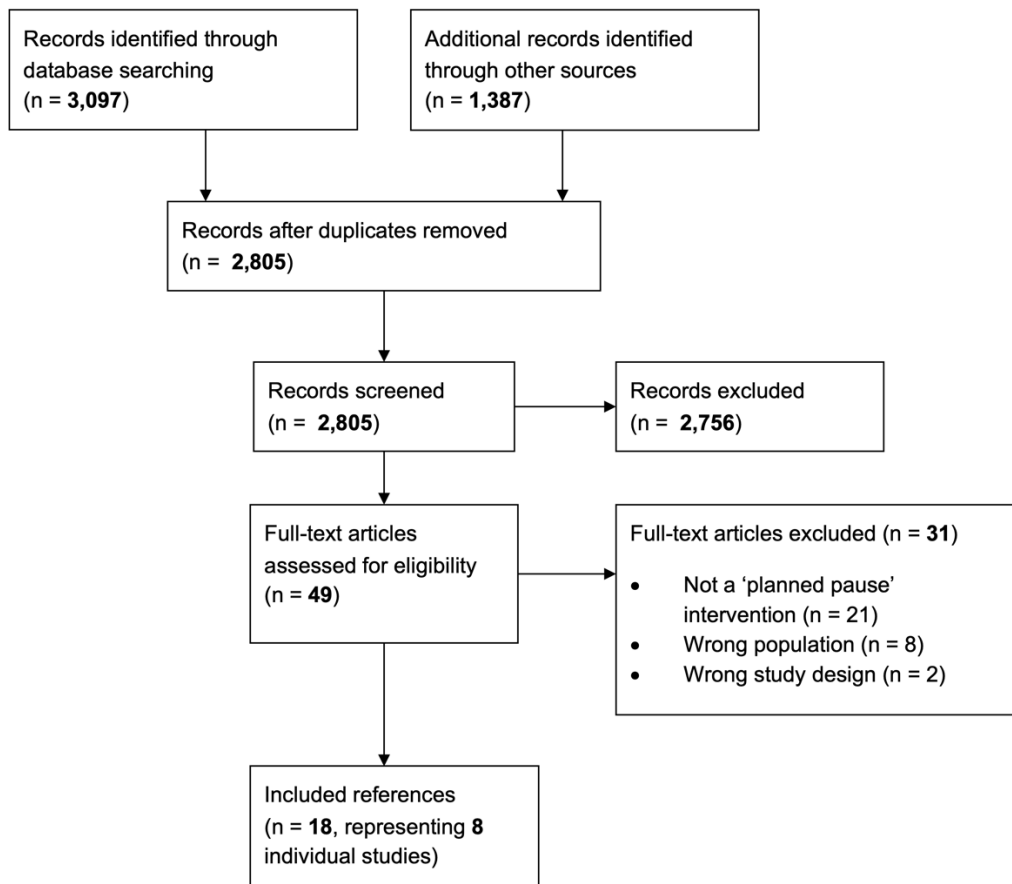 Records identified through
database searching
(n = 3,097)
Additional records identified
through other sources
(n = 1,387)
Records after duplicates removed
(n = 2,805)
Records screened
(n = 2,805)
Records excluded
(n = 2,756)
Full-text articles
assessed for eligibility
(n = 49)
Full-text articles excluded (n = 31)
• Not a ‘planned pause’
intervention (n = 21)
• Wrong population (n = 8)
• Wrong study design (n = 2)
Included references
(n = 18, representing 8
individual studies)